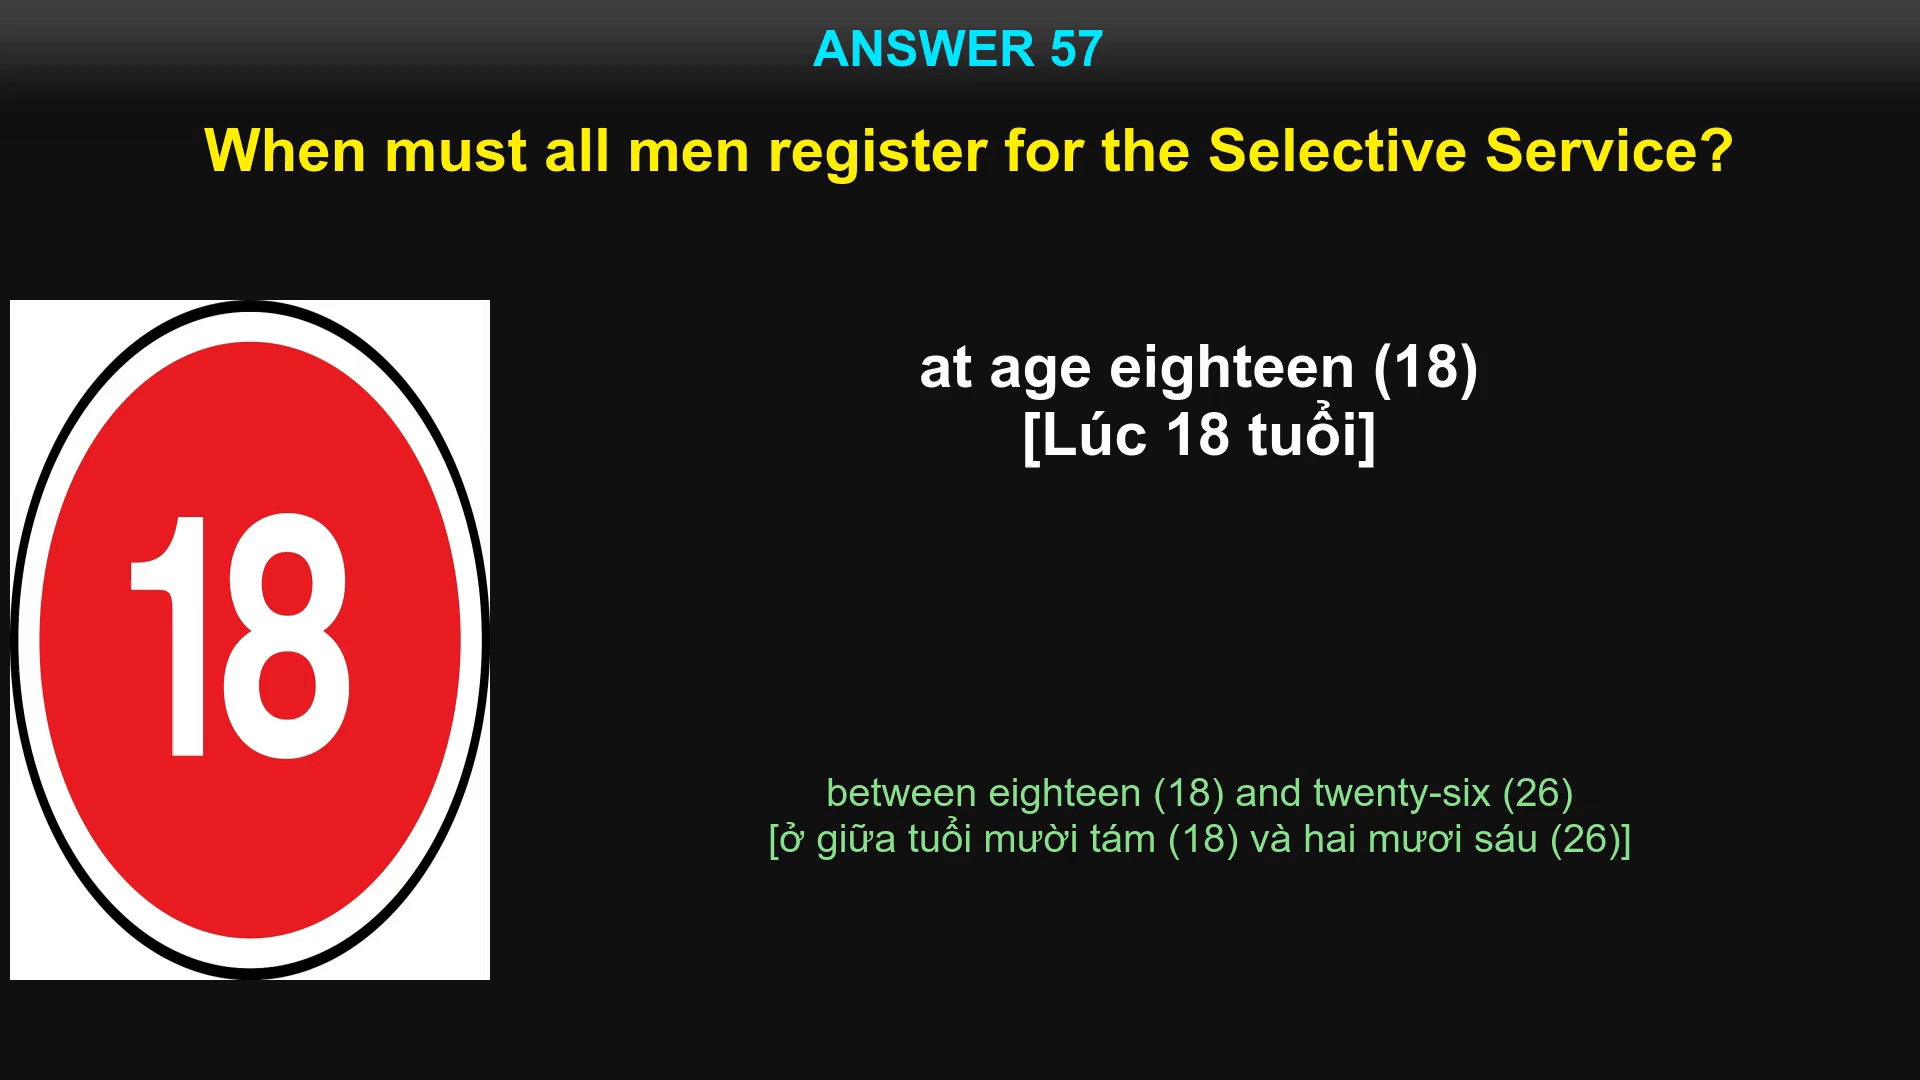 ANSWER 57
When must all men register for the Selective Service?
at age eighteen (18)
[Lúc 18 tuổi]
18
between eighteen (18) and twenty-six (26)
[ở giữa tuổi mười tám (18) và hai mươi sáu (26)]